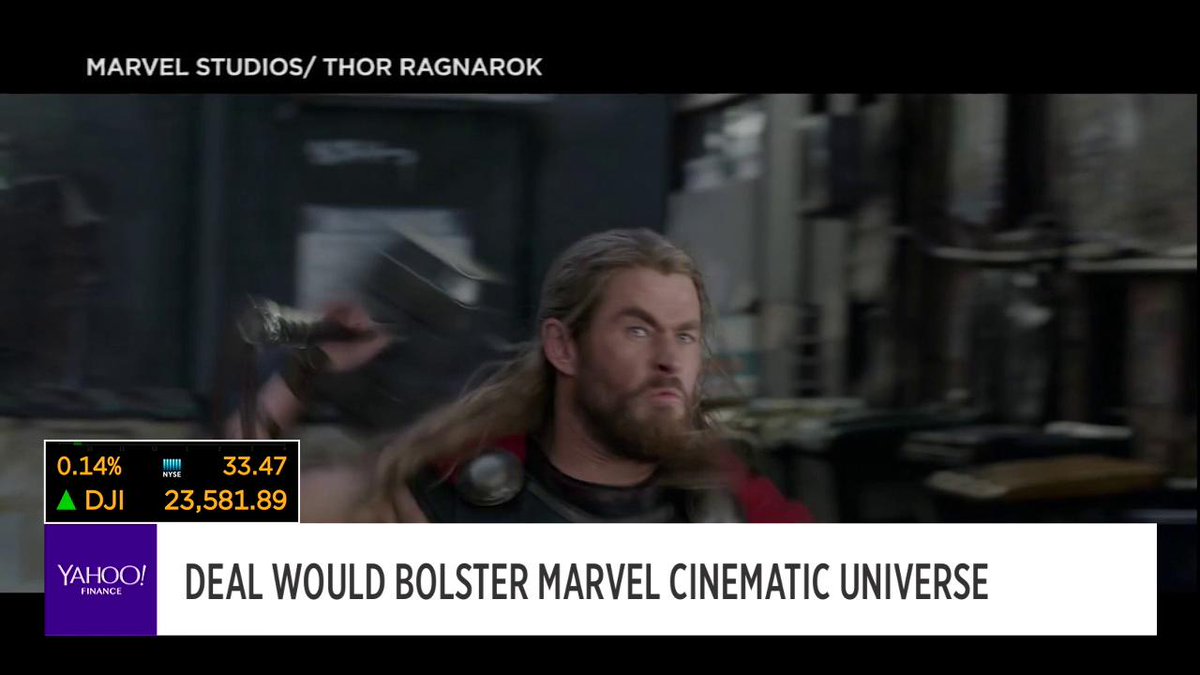 MARVEL STUDIOS/ THOR RAGNAROK
0.14% NYSE 33.47
▲ DJI 23,581.89
YAHOO!
FINANCE
DEAL WOULD BOLSTER MARVEL CINEMATIC UNIVERSE